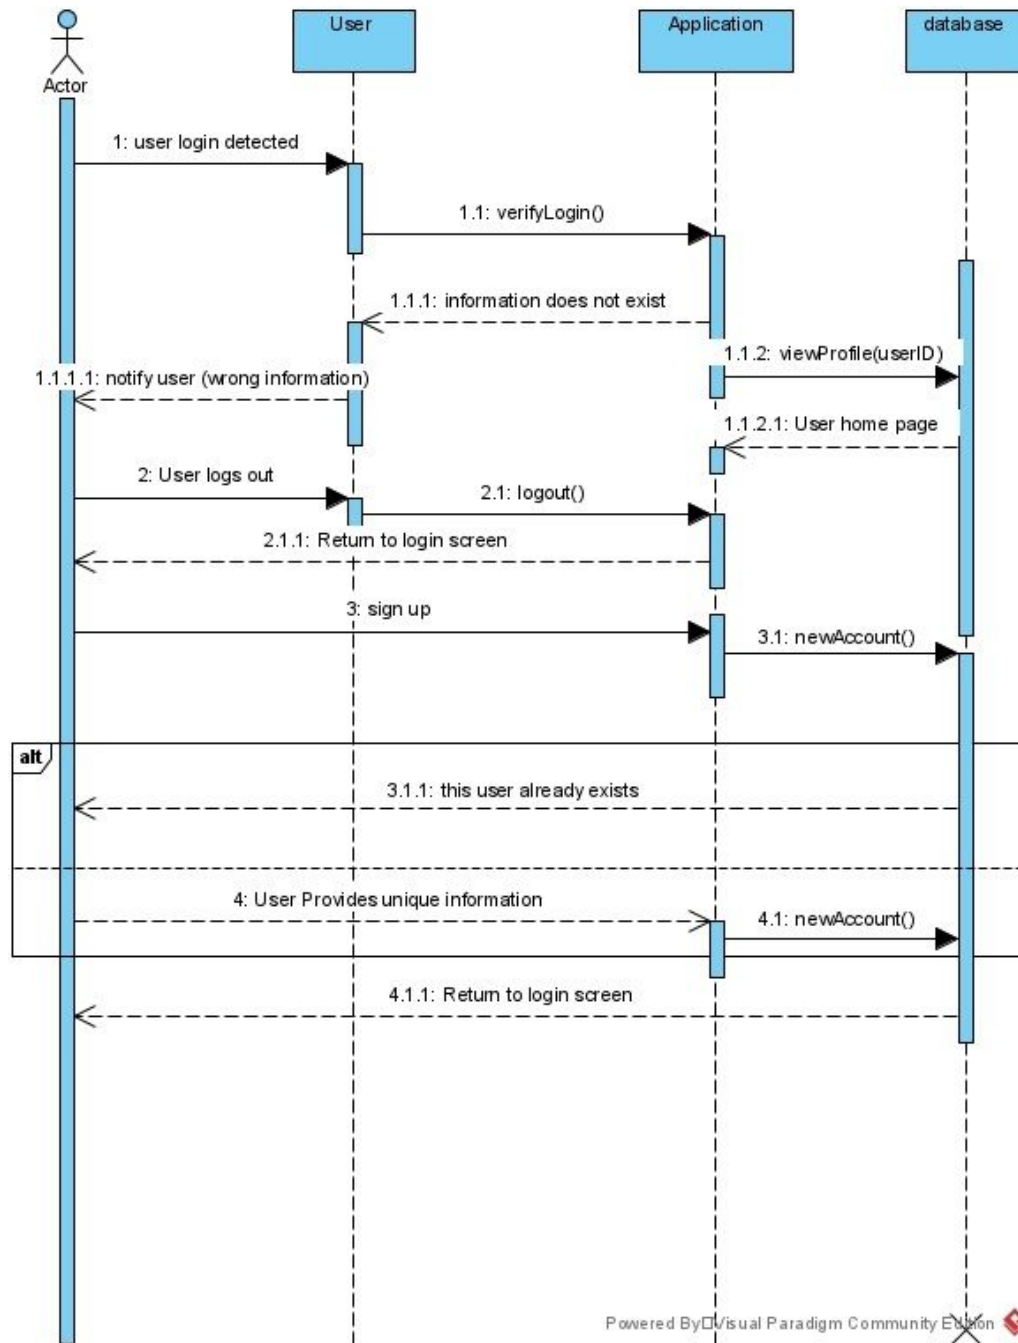 User
Application
database
Actor
1: user login detected
1.1: verifyLogin()
1.1.1: information does not exist
1.1.2: viewProfile(userID)
1.1.1.1: notify user (wrong information)
1.1.2.1: User home page
2: User logs out
2.1: logout()
2.1.1: Return to login screen
3: sign up
3.1: newAccount()
alt
3.1.1: this user already exists
4: User Provides unique information
4.1: newAccount()
4.1.1: Return to login screen
Powered By□Visual Paradigm Community Edition